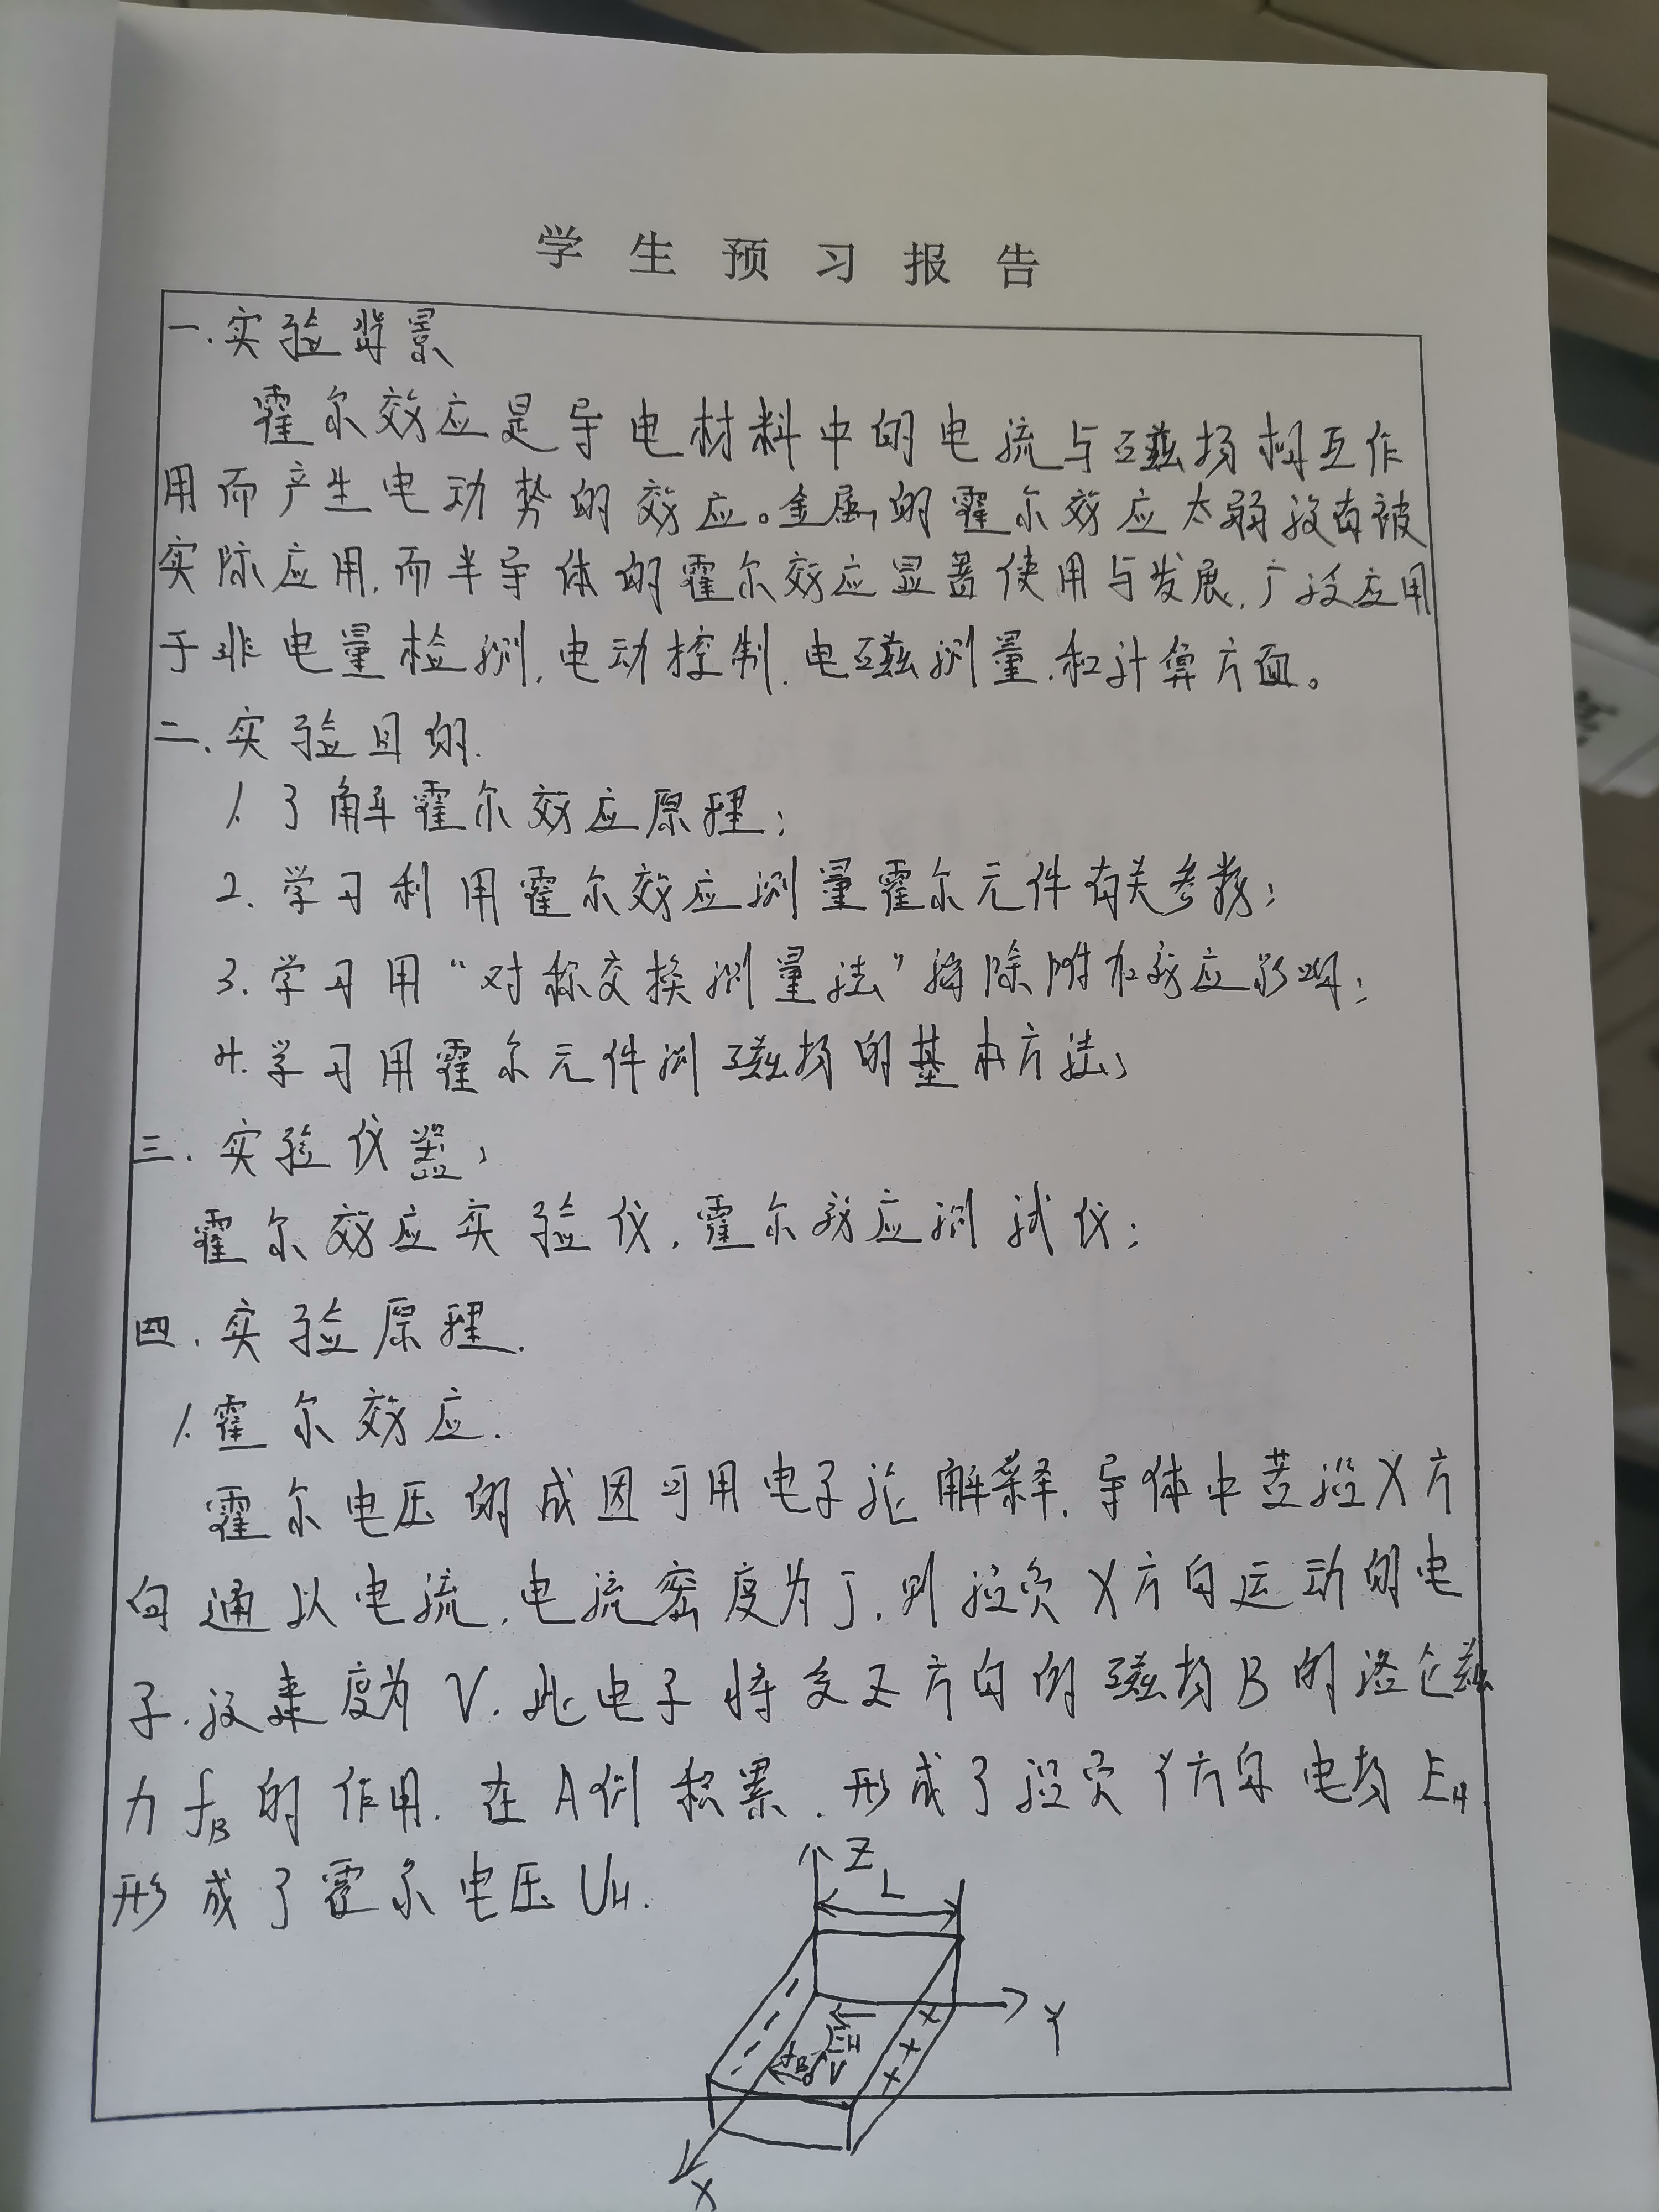 学生预习报告
一.实验背景
霍尔效应是导电材料中的电流与磁场相互作
用而产生电动势的效应。金属的霍尔效应太弱没有被
实际应用,而半导体的霍尔效应显著使用与发展,广泛应用
于非电量检测,电动控制,电磁测量,和计算方面。
二.实验目的.
1.了解霍尔效应原理;
2.学习利用霍尔效应测量霍尔元件有关参数;
3.学习用“对称交换测量法”消除附加效应影响;
4.学习用霍尔元件测磁场的基本方法;
三.实验仪器;
霍尔效应实验仪,霍尔效应测试仪;
四.实验原理.
1.霍尔效应.
霍尔电压的成因可用电子论解释,导体中若沿X方
向通以电流,电流密度为J,则沿负X方向运动的电
子.设速度为V.此电子将受Z方向的磁场B的洛仑兹
力fB的作用.在A侧积累.形成了沿负Y方向电场EH.
形成了霍尔电压UH.
Z
L
Y
EH
fB V
X